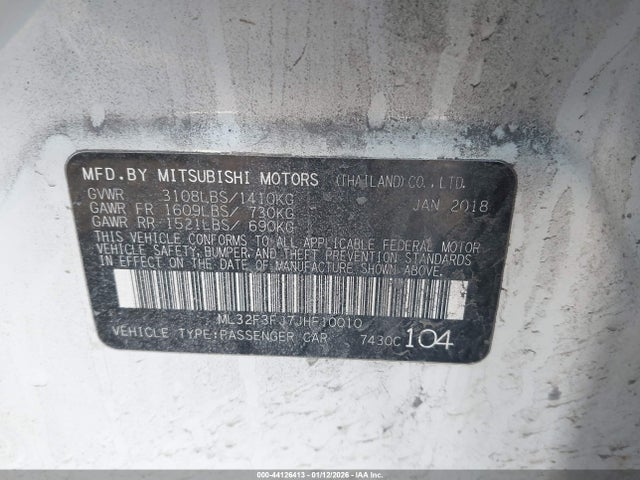 MFD.BY MITSUBISHI MOTORS (THAILAND)CO.,LTD.
GVWR 3108LBS/1410KG JAN 2018
GAWR FR 1609LBS/ 730KG
GAWR RR 1521LBS/ 690KG
THIS VEHICLE CONFORMS TO ALL APPLICABLE FEDERAL MOTOR
VEHICLE SAFETY, BUMPER, AND THEFT PREVENTION STANDARDS
IN EFFECT ON THE DATE OF MANUFACTURE SHOWN ABOVE.
ML32F3FJ7JHF10010
VEHICLE TYPE:PASSENGER CAR 7430C 104
000-44126413 - 01/12/2026 - IAA Inc.